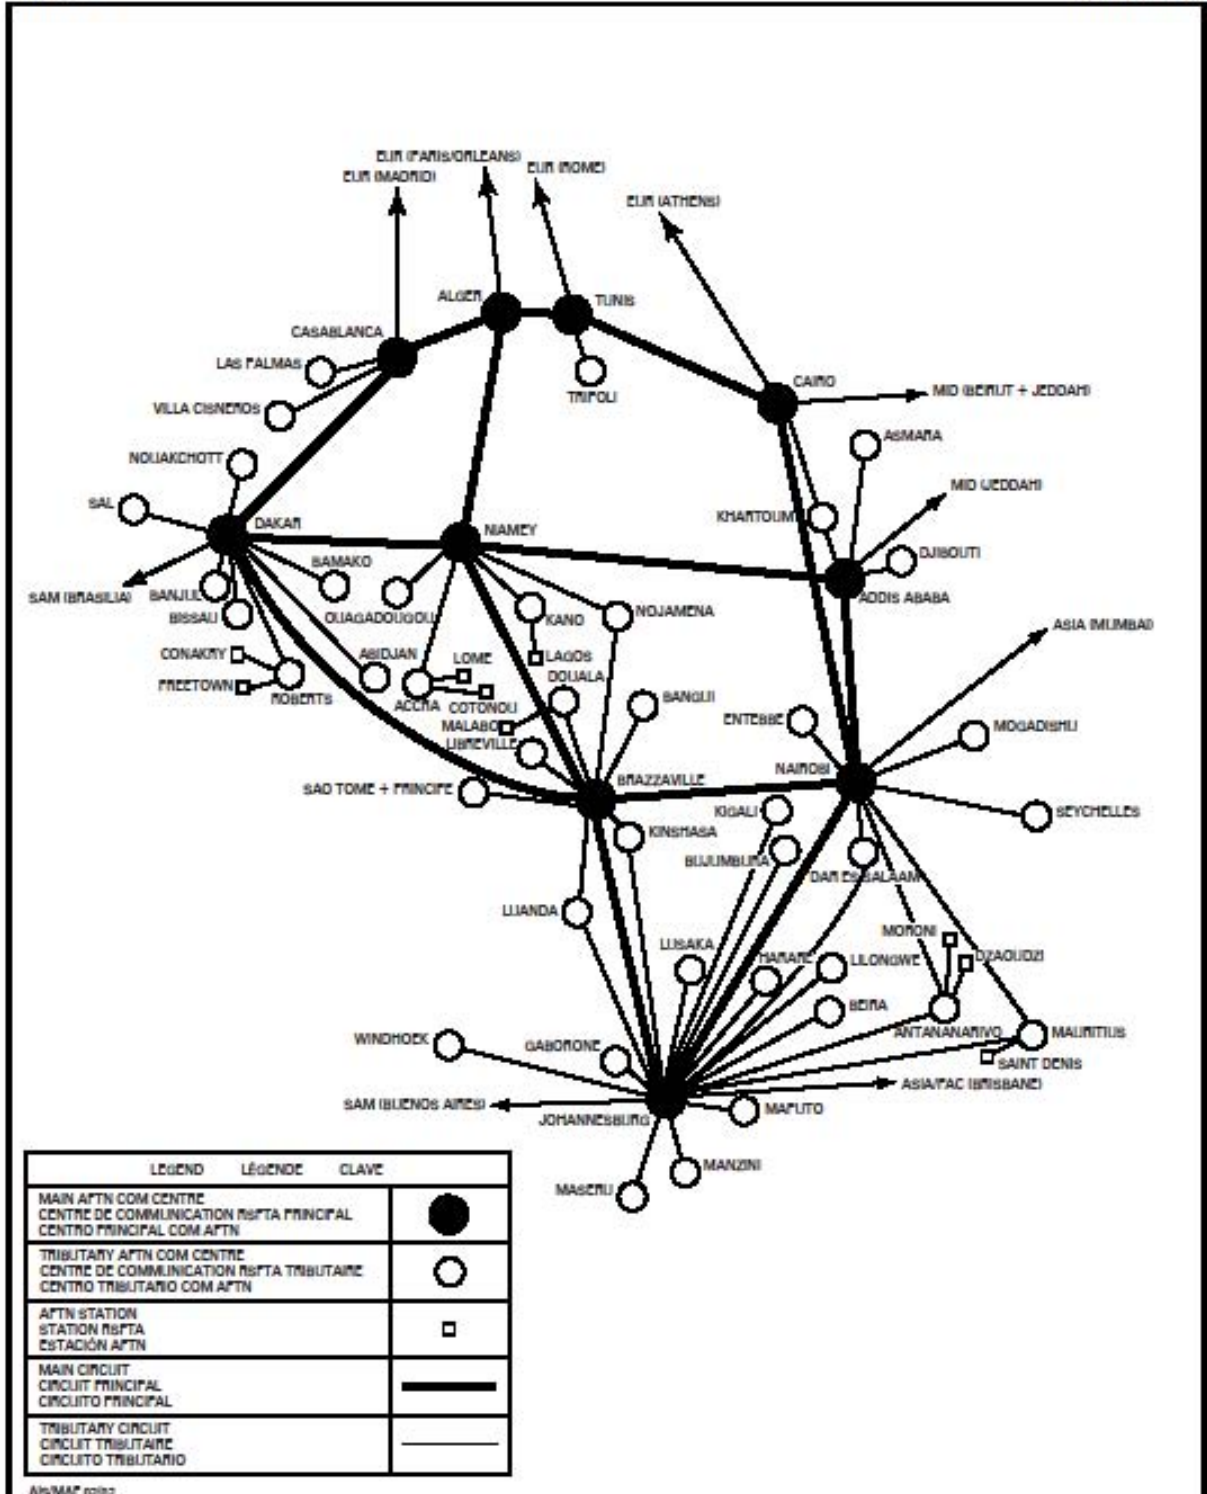 EUR (PARIS/ORLEANS)
EUR (ROME)
EUR (MADRID)
EUR (ATHENS)
ALGER
TUNIS
CASABLANCA
LAS PALMAS
CAIRO
MID (BEIRUT + JEDDAH)
TRIPOLI
VILLA CISNEROS
ASMARA
NOUAKCHOTT
MID (JEDDAH)
SAL
KHARTOUM
DAKAR
NIAMEY
DJIBOUTI
BAMAKO
SAM (BRASILIA)
BANJUL
ADDIS ABABA
BISSAU
OUAGADOUGOU
KANO
NDJAMENA
ASIA (MUMBAI)
CONAKRY
ABIDJAN
LOME
LAGOS
DOUALA
FREETOWN
ROBERTS
ACCRA
COTONOU
BANGUI
MALABO
ENTEBBE
MOGADISHU
LIBREVILLE
NAIROBI
BRAZZAVILLE
SAO TOME + PRINCIPE
KIGALI
SEYCHELLES
KINSHASA
BUJUMBURA
DAR ES SALAAM
LUANDA
MORONI
LUSAKA
HARARE
LILONGWE
DZAOUDZI
BEIRA
WINDHOEK
GABORONE
ANTANANARIVO
MAURITIUS
SAINT DENIS
ASIA/PAC (BRISBANE)
SAM (BUENOS AIRES)
MAPUTO
JOHANNESBURG
MANZINI
MASERU
LEGEND LÉGENDE CLAVE
MAIN AFTN COM CENTRE
CENTRE DE COMMUNICATION RSFTA PRINCIPAL
CENTRO PRINCIPAL COM AFTN
TRIBUTARY AFTN COM CENTRE
CENTRE DE COMMUNICATION RSFTA TRIBUTAIRE
CENTRO TRIBUTARIO COM AFTN
AFTN STATION
STATION RSFTA
ESTACIÓN AFTN
MAIN CIRCUIT
CIRCUIT PRINCIPAL
CIRCUITO PRINCIPAL
TRIBUTARY CIRCUIT
CIRCUIT TRIBUTAIRE
CIRCUITO TRIBUTARIO